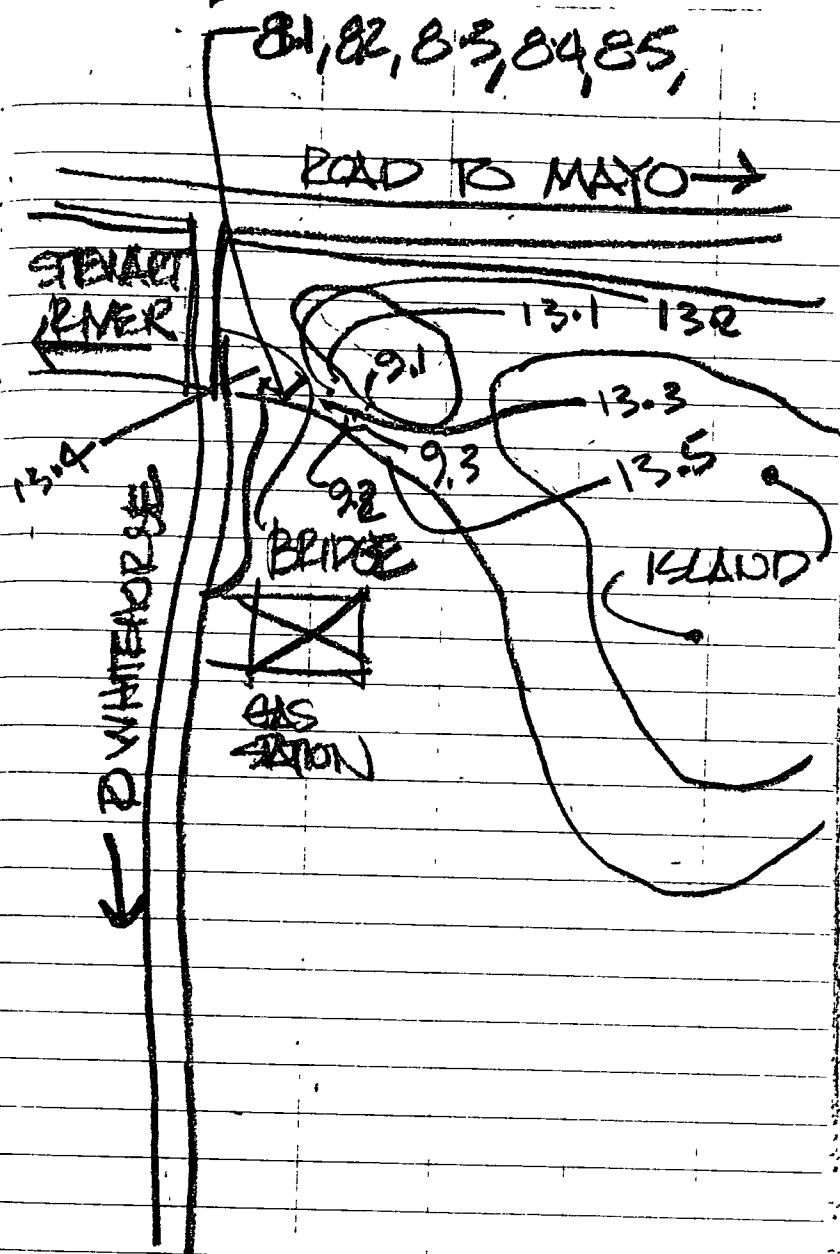 8.1, 8.2, 8.3, 8.4, 8.5,
ROAD TO MAYO →
STEWART
RIVER
13.1 13.2
9.1
13.3
9.3
13.5
9.2
13.4
BRIDGE
ISLAND
TO WHITEHORSE
GAS
STATION